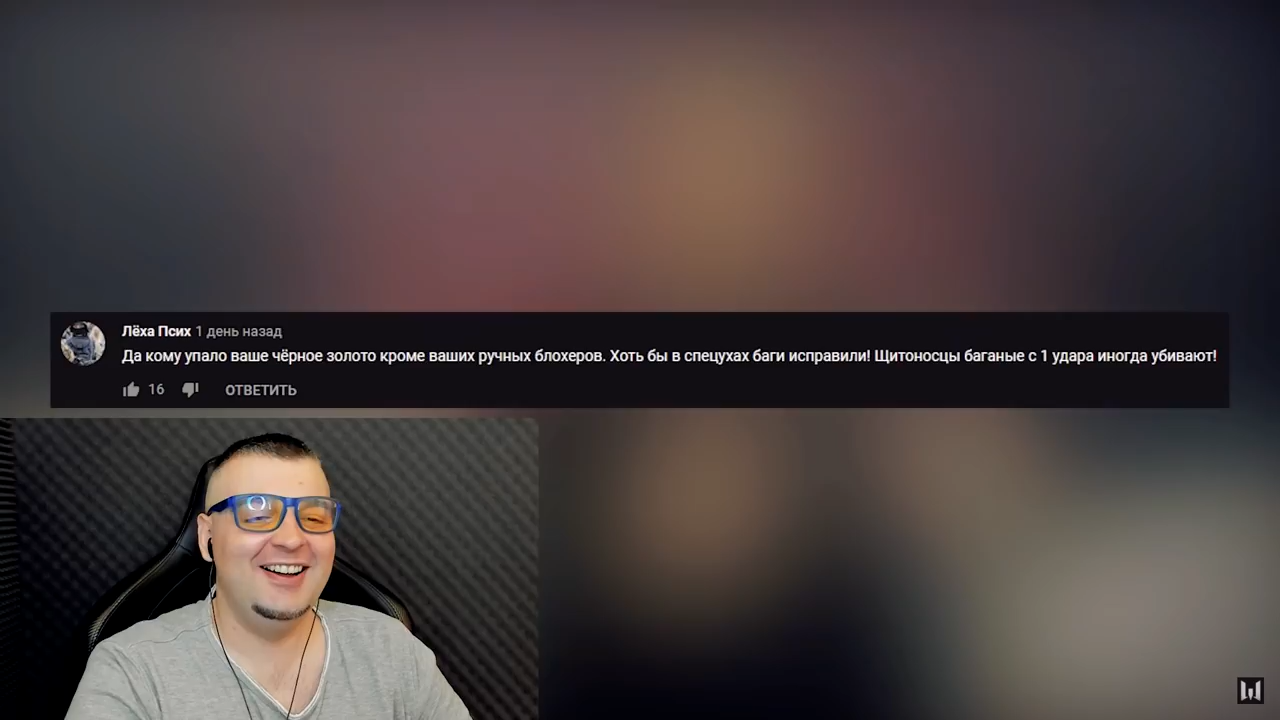 Лёха Псих 1 день назад
Да кому упало ваше чёрное золото кроме ваших ручных блохеров. Хоть бы в спецухах баги исправили! Щитоносцы баганые с 1 удара иногда убивают!
16 ОТВЕТИТЬ